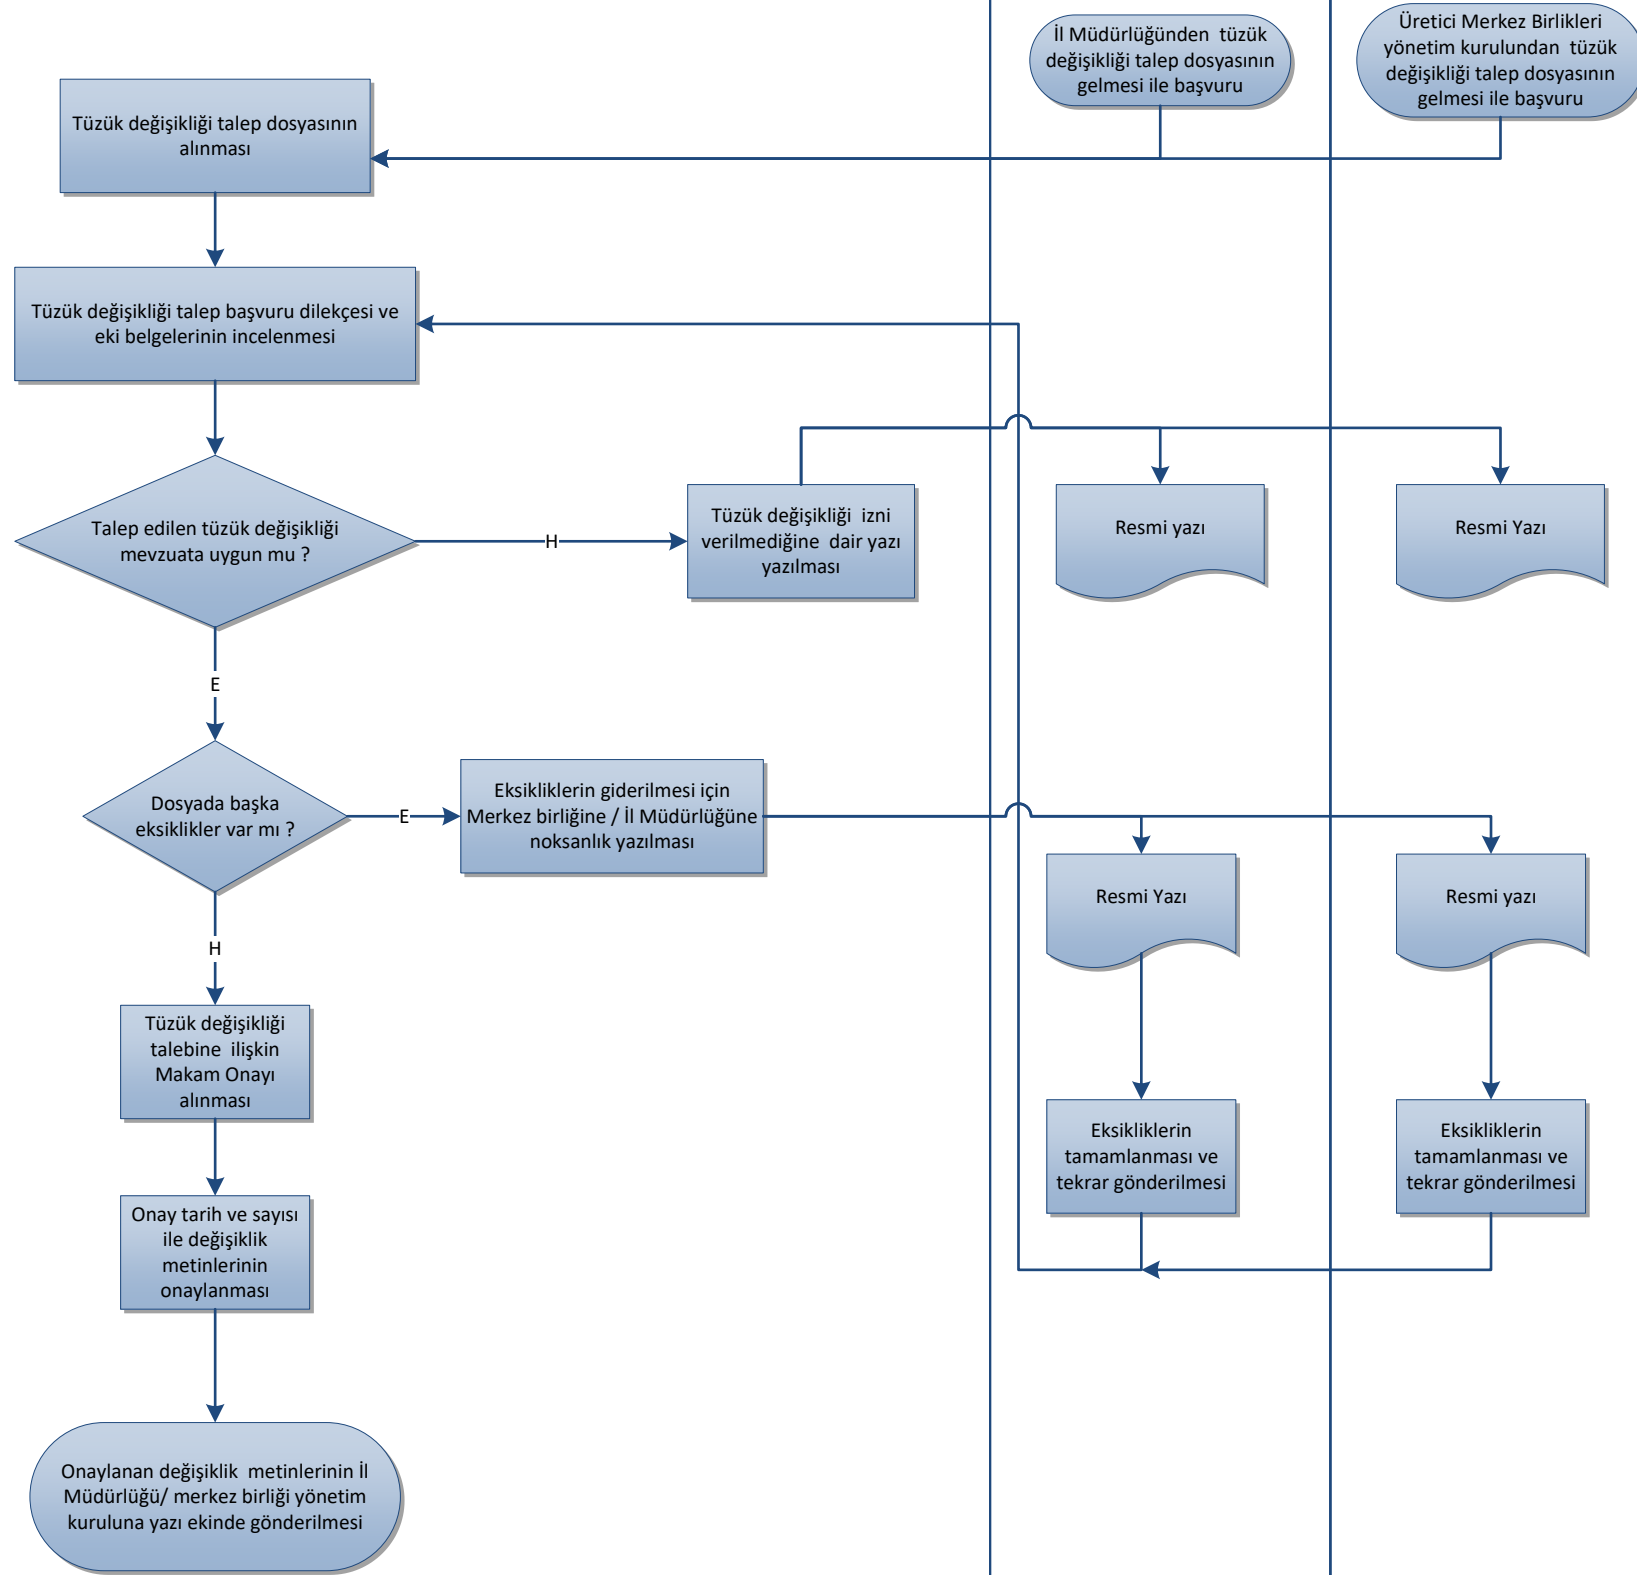 İl Müdürlüğünden tüzük
değişikliği talep dosyasının
gelmesi ile başvuru
Üretici Merkez Birlikleri
yönetim kurulundan tüzük
değişikliği talep dosyasının
gelmesi ile başvuru
Tüzük değişikliği talep dosyasının
alınması
Tüzük değişikliği talep başvuru dilekçesi ve
eki belgelerinin incelenmesi
Talep edilen tüzük değişikliği
mevzuata uygun mu ?
H
Tüzük değişikliği izni
verilmediğine dair yazı
yazılması
Resmi yazı
Resmi Yazı
E
Dosyada başka
eksiklikler var mı ?
E
Eksikliklerin giderilmesi için
Merkez birliğine / İl Müdürlüğüne
noksanlık yazılması
Resmi Yazı
Resmi yazı
H
Tüzük değişikliği
talebine ilişkin
Makam Onayı
alınması
Eksikliklerin
tamamlanması ve
tekrar gönderilmesi
Eksikliklerin
tamamlanması ve
tekrar gönderilmesi
Onay tarih ve sayısı
ile değişiklik
metinlerinin
onaylanması
Onaylanan değişiklik metinlerinin İl
Müdürlüğü/ merkez birliği yönetim
kuruluna yazı ekinde gönderilmesi